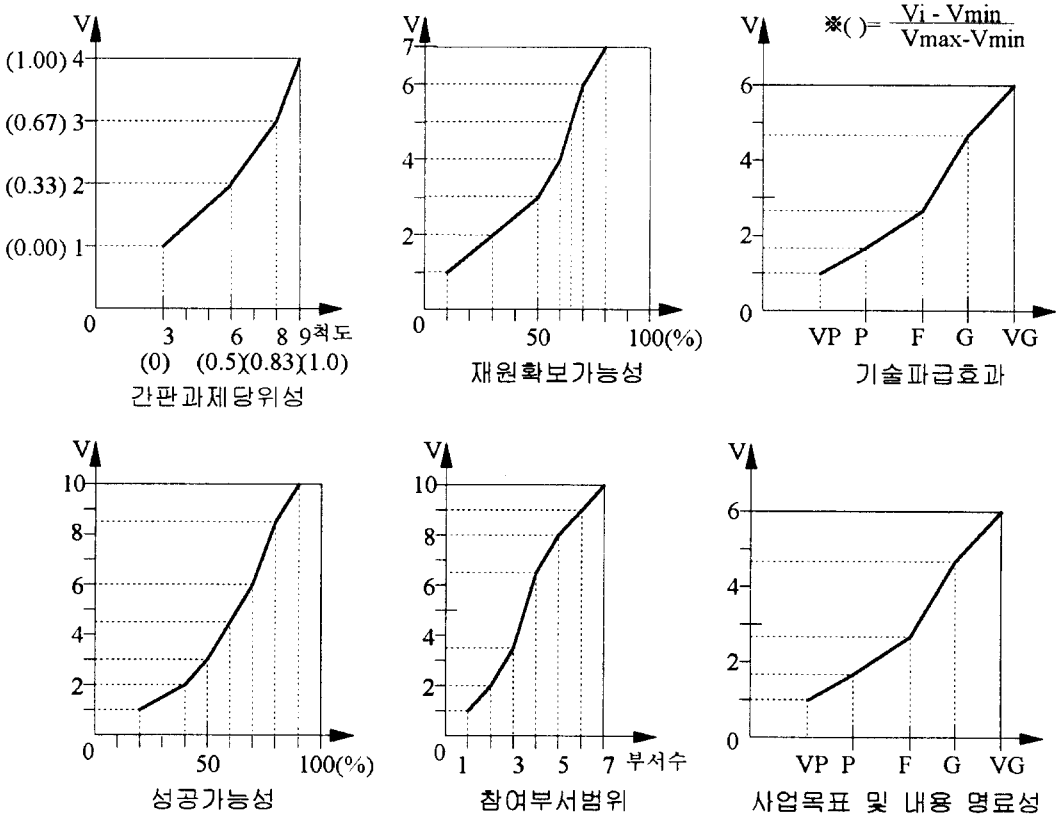 V
(1.00) 4
(0.67) 3
(0.33) 2
(0.00) 1
0 3 6 8 9 척도
(0) (0.5)(0.83)(1.0)
간판과제당위성
V
7
6
4
2
0 50 100(%)
재원확보가능성
※( )= Vi - Vmin
Vmax-Vmin
V
6
4
2
0
VP P F G VG
기술파급효과
V
10
8
6
4
2
0 50 100(%)
성공가능성
V
10
8
6
4
2
0 1 3 5 7 부서수
참여부서범위
V
6
4
2
0
VP P F G VG
사업목표 및 내용 명료성